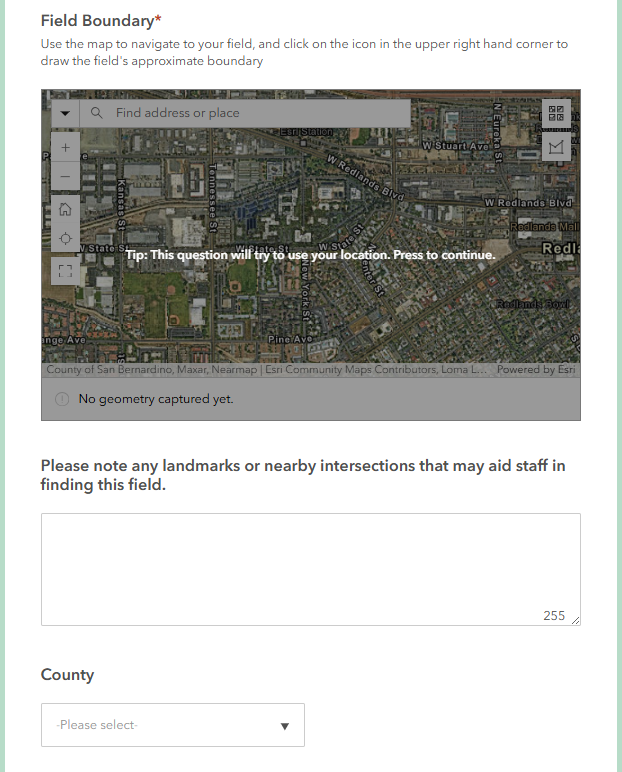 Field Boundary*
Use the map to navigate to your field, and click on the icon in the upper right hand corner to
draw the field's approximate boundary
Find address or place
Esri Station
N Eureka St
W Stuart Ave
W Redlands Blvd
W Redlands Blvd
Kansas St
Tennessee St
Redlands Mall
W State St
W State St
W State St
Redla
Tip: This question will try to use your location. Press to continue.
New York St
Center St
Redlands Bowl
ange Ave
Pine Ave
County of San Bernardino, Maxar, Nearmap | Esri Community Maps Contributors, Loma L... Powered by Esri
No geometry captured yet.
Please note any landmarks or nearby intersections that may aid staff in
finding this field.
255
County
-Please select-